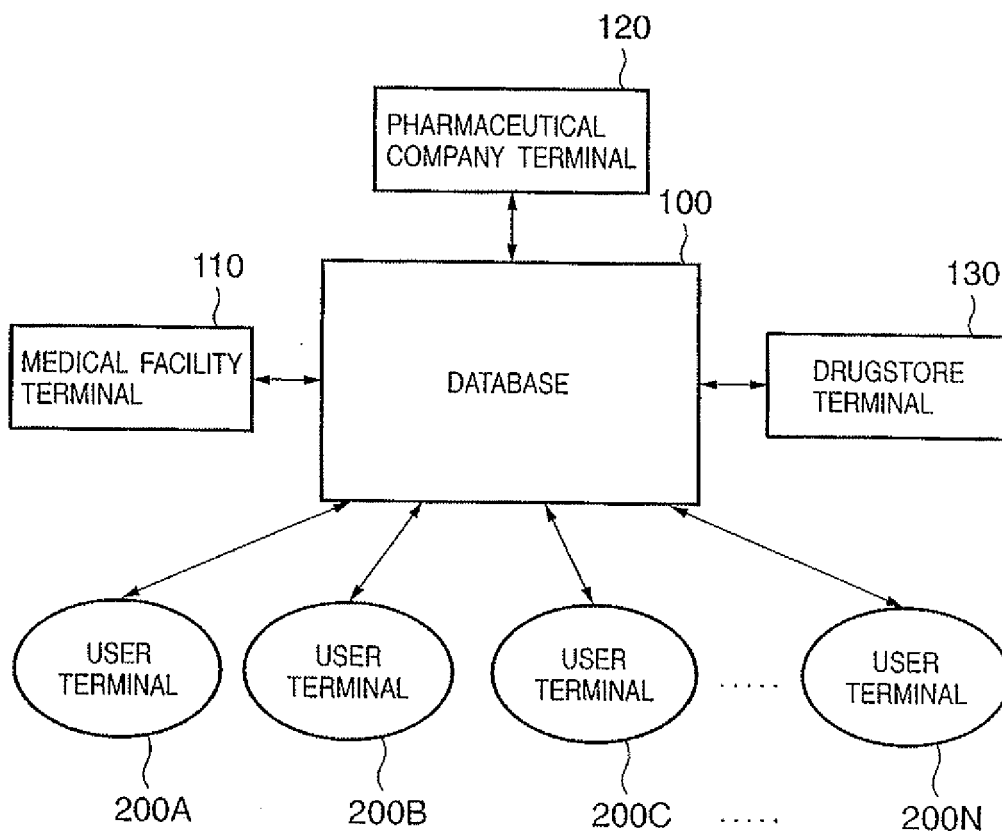 120
PHARMACEUTICAL
COMPANY TERMINAL
100
110
130
MEDICAL FACILITY
TERMINAL
DATABASE
DRUGSTORE
TERMINAL
USER
TERMINAL
USER
TERMINAL
USER
TERMINAL
.....
USER
TERMINAL
200A
200B
200C
.....
200N